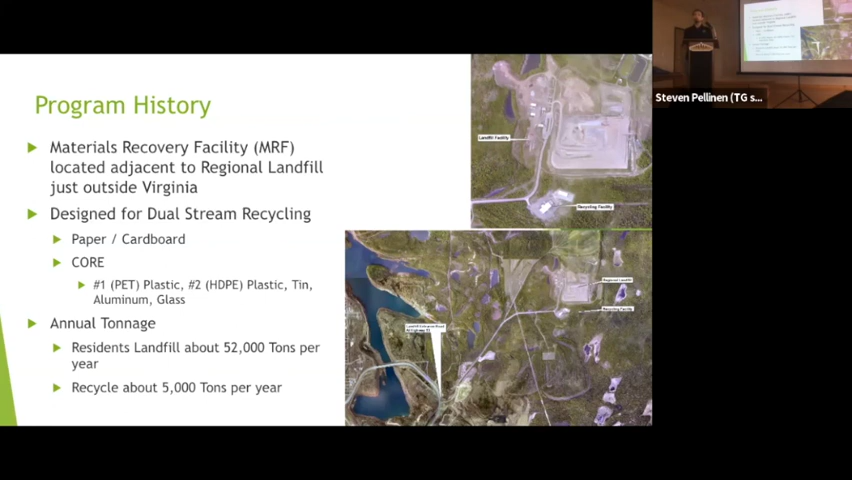 Program History
Materials Recovery Facility (MRF)
located adjacent to Regional Landfill
just outside Virginia
Designed for Dual Stream Recycling
Paper / Cardboard
CORE
#1 (PET) Plastic, #2 (HDPE) Plastic, Tin,
Aluminum, Glass
Annual Tonnage
Residents Landfill about 52,000 Tons per
year
Recycle about 5,000 Tons per year
Landfill Facility
Recycling Facility
Regional Landfill
Recycling Facility
Landfill Entrance Road
Steven Pellinen (TG s...